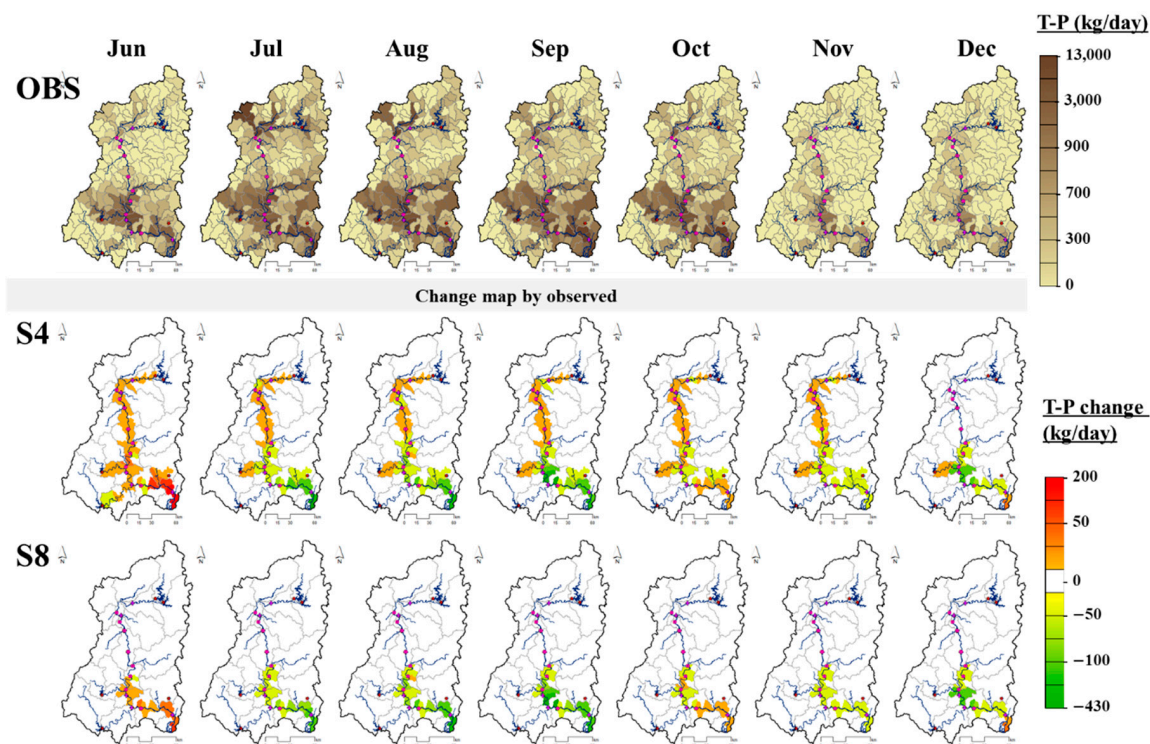 T-P (kg/day)
Jun Jul Aug Sep Oct Nov Dec
OBS
13,000
3,000
900
700
300
0
Change map by observed
S4
T-P change
(kg/day)
200
50
0
−50
−100
−430
S8